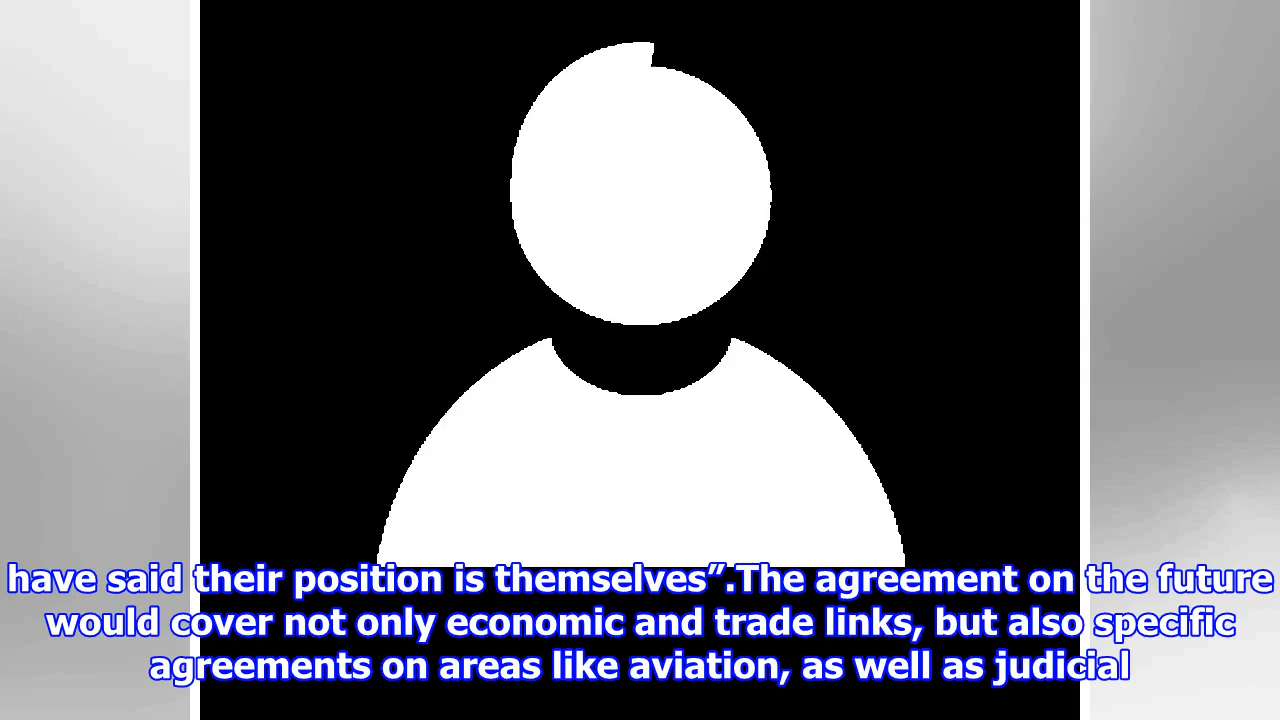 have said their position is themselves”.The agreement on the future
would cover not only economic and trade links, but also specific
agreements on areas like aviation, as well as judicial